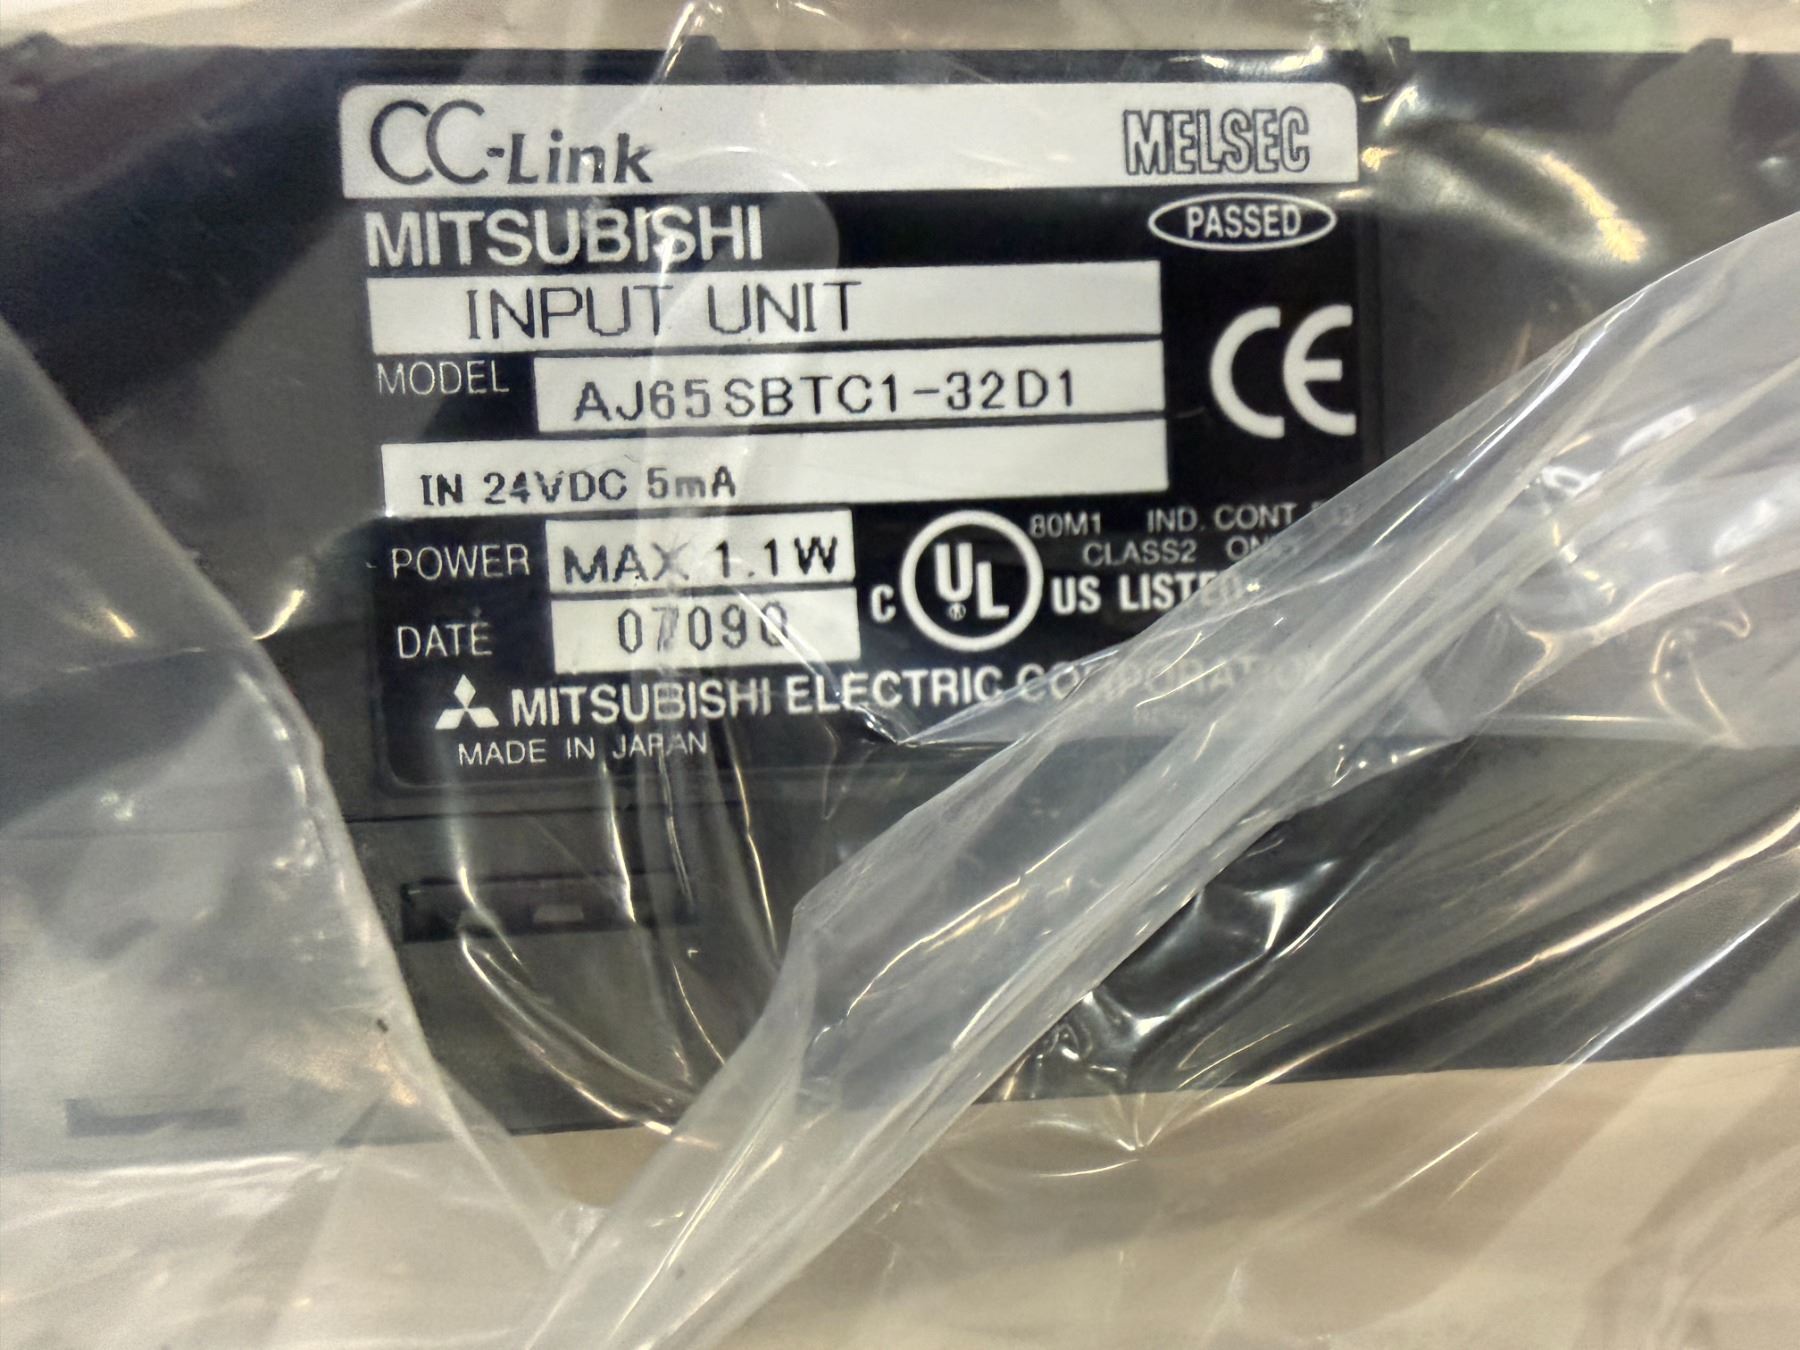 CC-Link MELSEC
MITSUBISHI PASSED
INPUT UNIT
CE
MODEL AJ65SBTC1-32D1
IN 24VDC 5mA
80M1 IND. CONT.
CLASS2
POWER MAX 1.1W
C UL US LISTED
DATE
MITSUBISHI ELECTRIC CORPORATION
MADE IN JAPAN